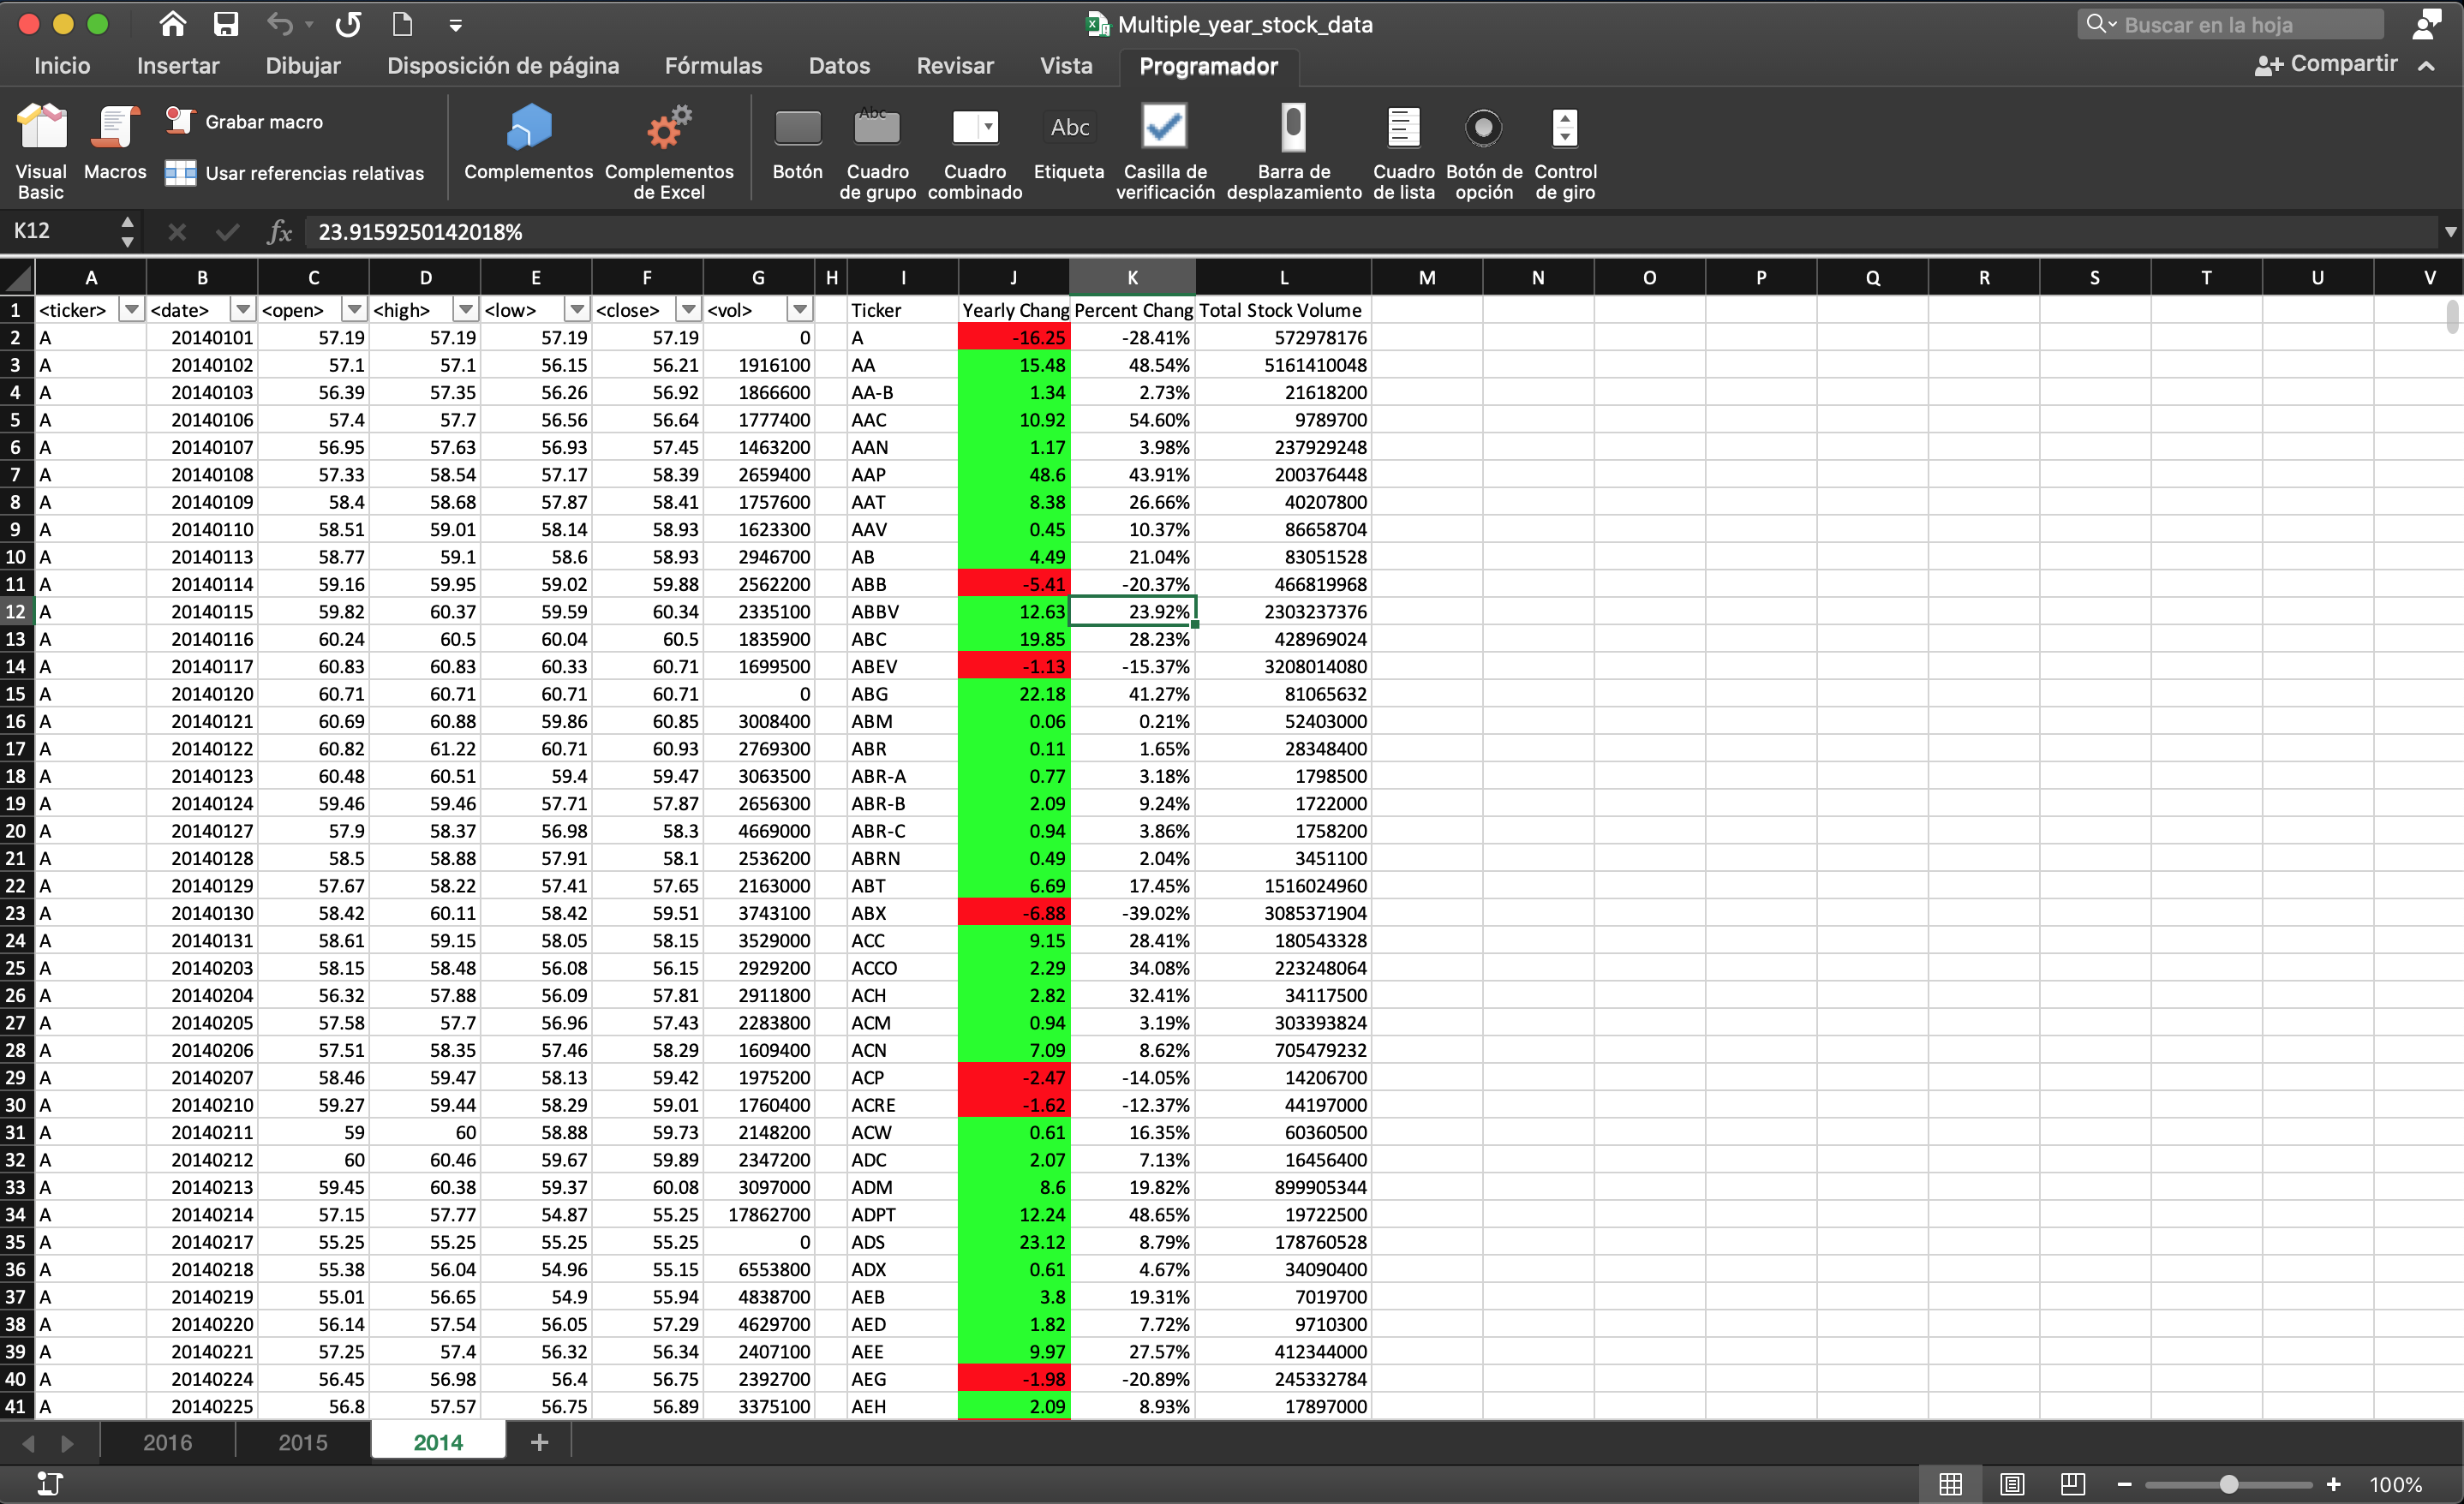 Multiple_year_stock_data
Buscar en la hoja
Inicio Insertar Dibujar Disposición de página Fórmulas Datos Revisar Vista Programador Compartir
Visual Basic Macros Grabar macro Usar referencias relativas Complementos Complementos de Excel Botón Abc Cuadro de grupo Cuadro combinado Abc Etiqueta Casilla de verificación Barra de desplazamiento Cuadro de lista Botón de opción Control de giro
K12 fx 23.9159250142018%
A B C D E F G H I J K L M N O P Q R S T U V
1 <ticker> <date> <open> <high> <low> <close> <vol> Ticker Yearly Chang Percent Chang Total Stock Volume
2 A 20140101 57.19 57.19 57.19 57.19 0 A -16.25 -28.41% 572978176
3 A 20140102 57.1 57.1 56.15 56.21 1916100 AA 15.48 48.54% 5161410048
4 A 20140103 56.39 57.35 56.26 56.92 1866600 AA-B 1.34 2.73% 21618200
5 A 20140106 57.4 57.7 56.56 56.64 1777400 AAC 10.92 54.60% 9789700
6 A 20140107 56.95 57.63 56.93 57.45 1463200 AAN 1.17 3.98% 237929248
7 A 20140108 57.33 58.54 57.17 58.39 2659400 AAP 48.6 43.91% 200376448
8 A 20140109 58.4 58.68 57.87 58.41 1757600 AAT 8.38 26.66% 40207800
9 A 20140110 58.51 59.01 58.14 58.93 1623300 AAV 0.45 10.37% 86658704
10 A 20140113 58.77 59.1 58.6 58.93 2946700 AB 4.49 21.04% 83051528
11 A 20140114 59.16 59.95 59.02 59.88 2562200 ABB -5.41 -20.37% 466819968
12 A 20140115 59.82 60.37 59.59 60.34 2335100 ABBV 12.63 23.92% 2303237376
13 A 20140116 60.24 60.5 60.04 60.5 1835900 ABC 19.85 28.23% 428969024
14 A 20140117 60.83 60.83 60.33 60.71 1699500 ABEV -1.13 -15.37% 3208014080
15 A 20140120 60.71 60.71 60.71 60.71 0 ABG 22.18 41.27% 81065632
16 A 20140121 60.69 60.88 59.86 60.85 3008400 ABM 0.06 0.21% 52403000
17 A 20140122 60.82 61.22 60.71 60.93 2769300 ABR 0.11 1.65% 28348400
18 A 20140123 60.48 60.51 59.4 59.47 3063500 ABR-A 0.77 3.18% 1798500
19 A 20140124 59.46 59.46 57.71 57.87 2656300 ABR-B 2.09 9.24% 1722000
20 A 20140127 57.9 58.37 56.98 58.3 4669000 ABR-C 0.94 3.86% 1758200
21 A 20140128 58.5 58.88 57.91 58.1 2536200 ABRN 0.49 2.04% 3451100
22 A 20140129 57.67 58.22 57.41 57.65 2163000 ABT 6.69 17.45% 1516024960
23 A 20140130 58.42 60.11 58.42 59.51 3743100 ABX -6.88 -39.02% 3085371904
24 A 20140131 58.61 59.15 58.05 58.15 3529000 ACC 9.15 28.41% 180543328
25 A 20140203 58.15 58.48 56.08 56.15 2929200 ACCO 2.29 34.08% 223248064
26 A 20140204 56.32 57.88 56.09 57.81 2911800 ACH 2.82 32.41% 34117500
27 A 20140205 57.58 57.7 56.96 57.43 2283800 ACM 0.94 3.19% 303393824
28 A 20140206 57.51 58.35 57.46 58.29 1609400 ACN 7.09 8.62% 705479232
29 A 20140207 58.46 59.47 58.13 59.42 1975200 ACP -2.47 -14.05% 14206700
30 A 20140210 59.27 59.44 58.29 59.01 1760400 ACRE -1.62 -12.37% 44197000
31 A 20140211 59 60 58.88 59.73 2148200 ACW 0.61 16.35% 60360500
32 A 20140212 60 60.46 59.67 59.89 2347200 ADC 2.07 7.13% 16456400
33 A 20140213 59.45 60.38 59.37 60.08 3097000 ADM 8.6 19.82% 899905344
34 A 20140214 57.15 57.77 54.87 55.25 17862700 ADPT 12.24 48.65% 19722500
35 A 20140217 55.25 55.25 55.25 55.25 0 ADS 23.12 8.79% 178760528
36 A 20140218 55.38 56.04 54.96 55.15 6553800 ADX 0.61 4.67% 34090400
37 A 20140219 55.01 56.65 54.9 55.94 4838700 AEB 3.8 19.31% 7019700
38 A 20140220 56.14 57.54 56.05 57.29 4629700 AED 1.82 7.72% 9710300
39 A 20140221 57.25 57.4 56.32 56.34 2407100 AEE 9.97 27.57% 412344000
40 A 20140224 56.45 56.98 56.4 56.75 2392700 AEG -1.98 -20.89% 245332784
41 A 20140225 56.8 57.57 56.75 56.89 3375100 AEH 2.09 8.93% 17897000
2016 2015 2014 +
100%